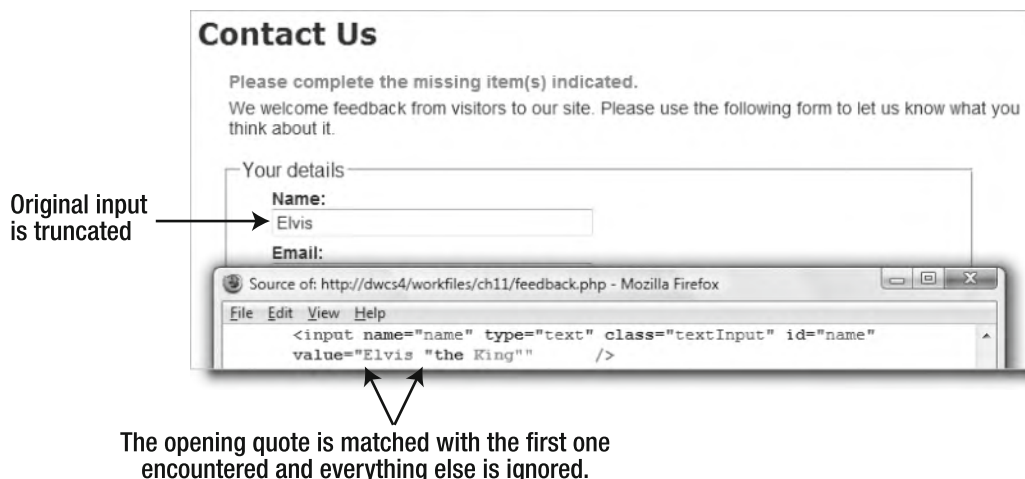 Contact Us
Please complete the missing item(s) indicated.
We welcome feedback from visitors to our site. Please use the following form to let us know what you
think about it.
Your details
Name:
Original input
is truncated
Elvis
Email:
Source of: http://dwcs4/workfiles/ch11/feedback.php - Mozilla Firefox
File Edit View Help
<input name="name" type="text" class="textInput" id="name"
value="Elvis "the King"" />
The opening quote is matched with the first one
encountered and everything else is ignored.